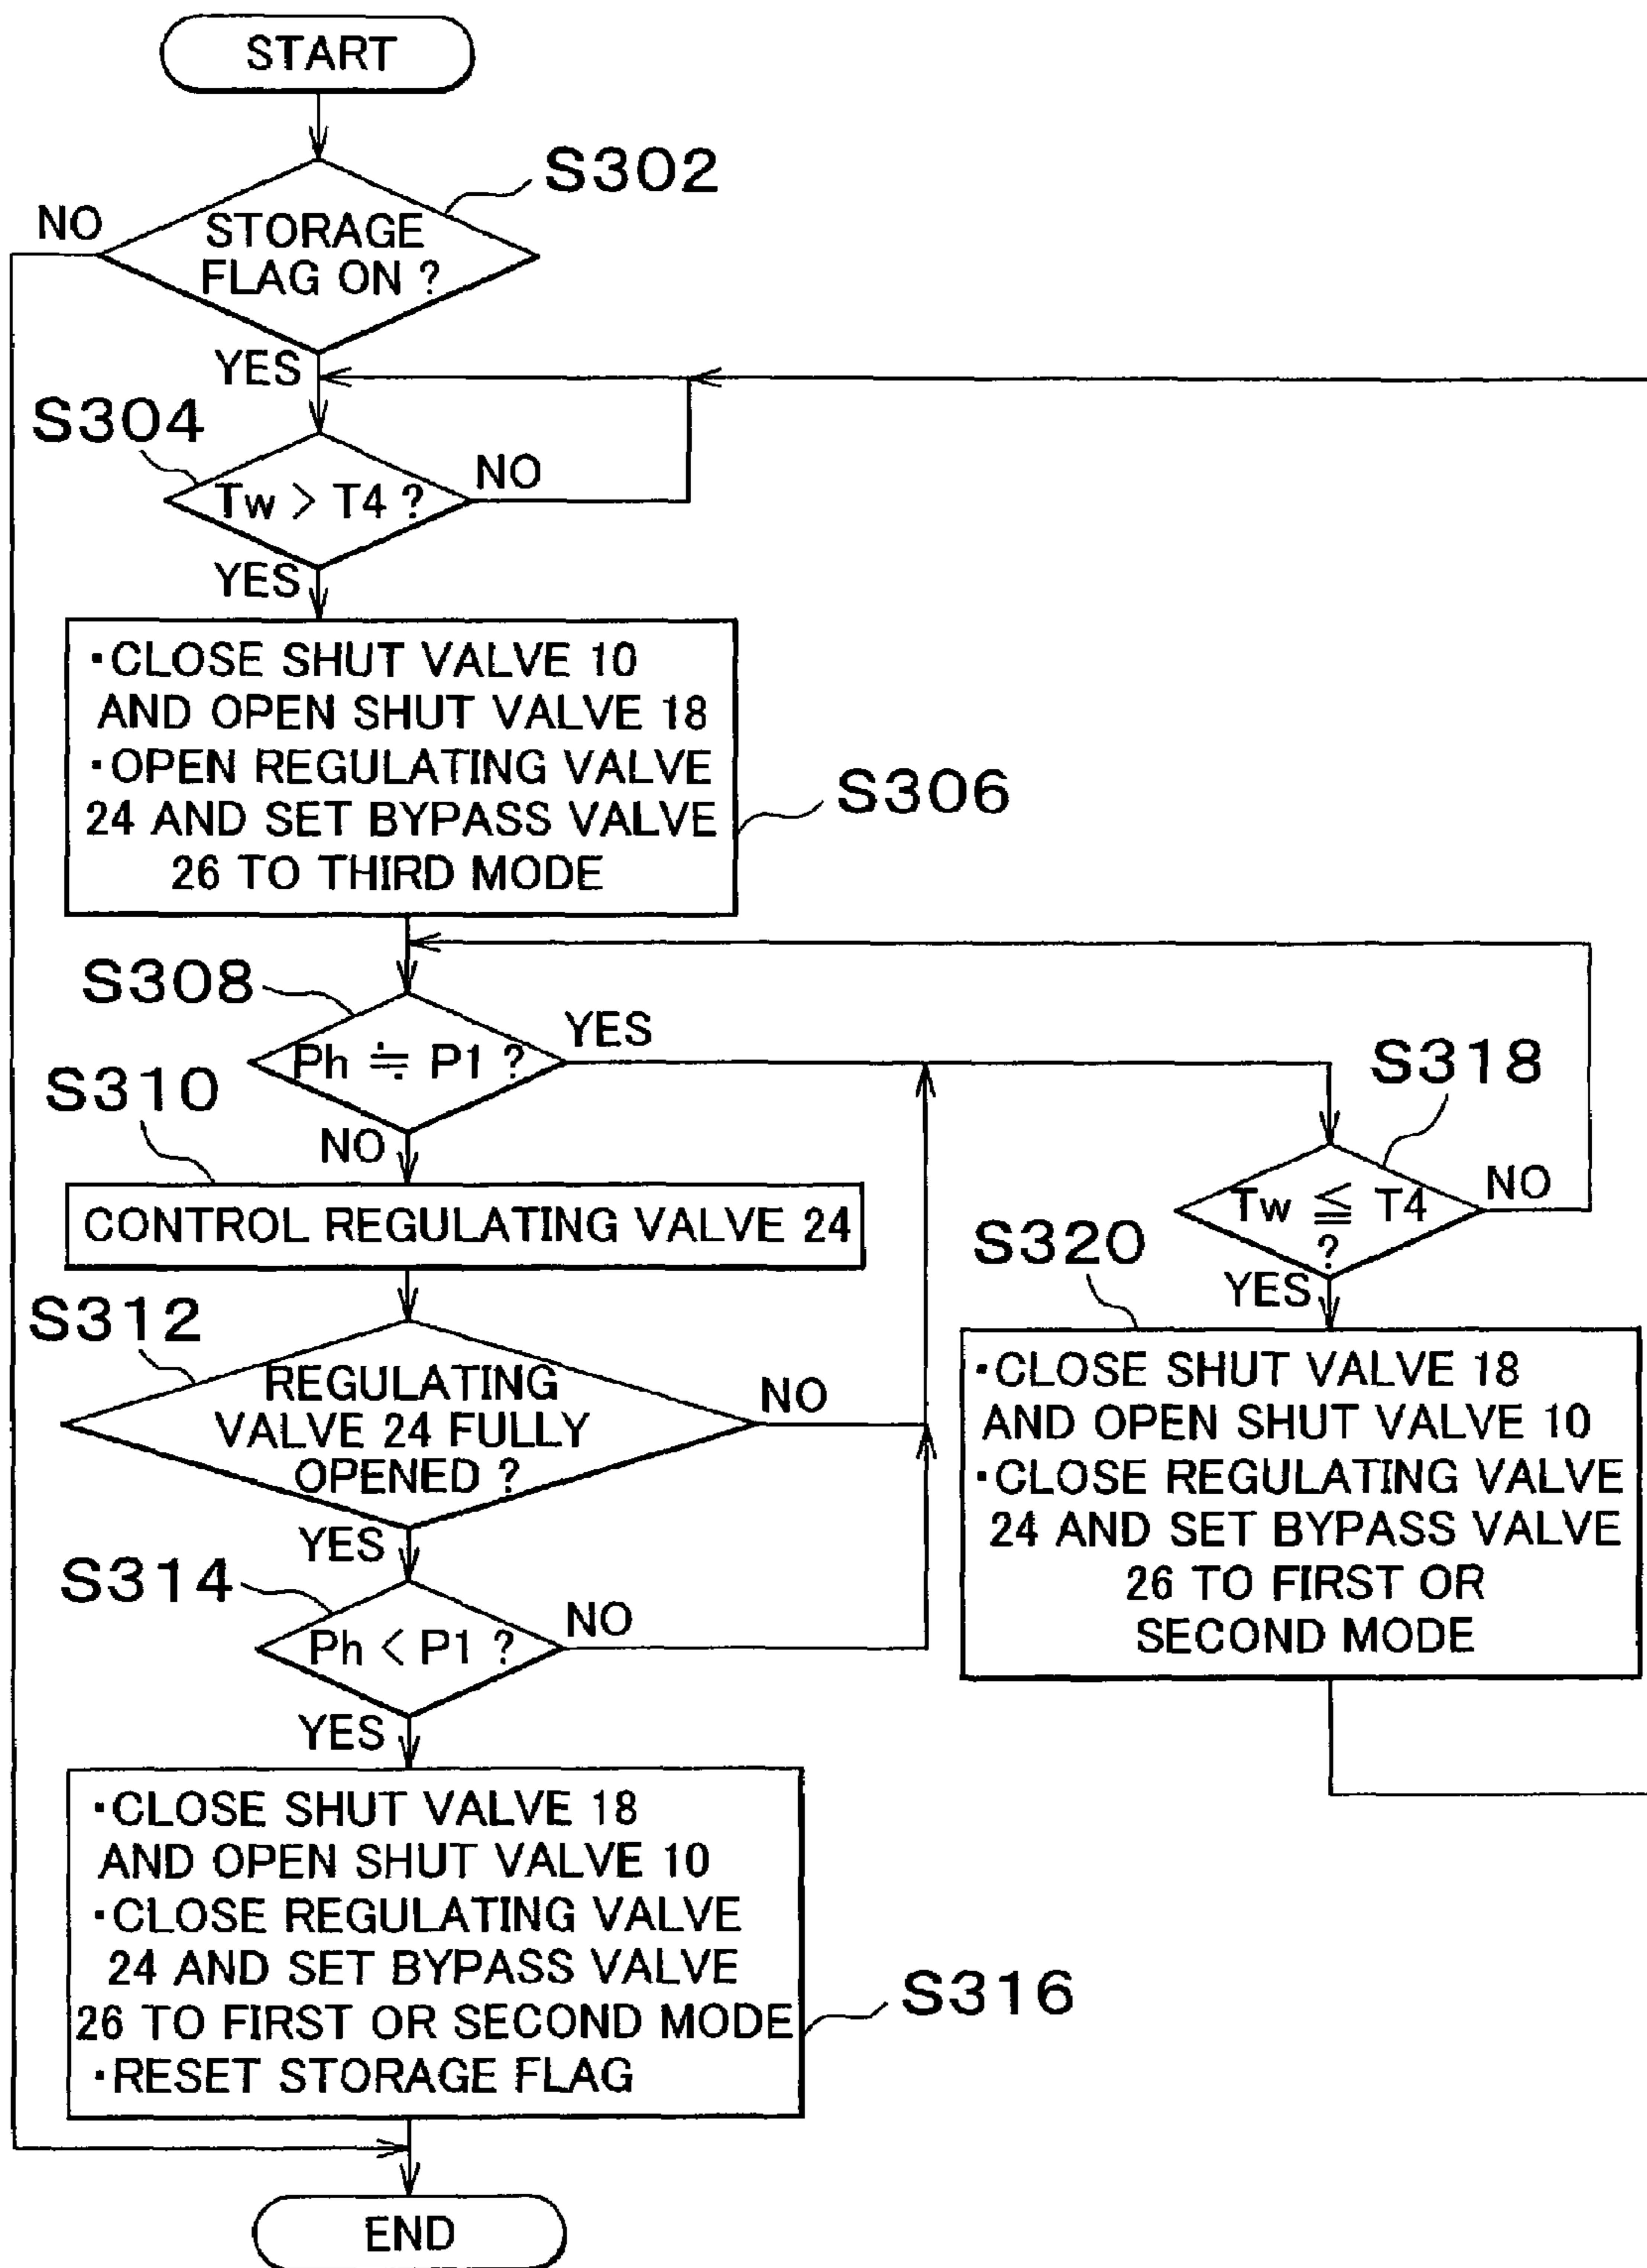 START
S302
NO
STORAGE
FLAG ON ?
YES
S304
NO
Tw > T4 ?
YES
・CLOSE SHUT VALVE 10
AND OPEN SHUT VALVE 18
・OPEN REGULATING VALVE
24 AND SET BYPASS VALVE
26 TO THIRD MODE
S306
S308
YES
Ph ≒ P1 ?
NO
S310
CONTROL REGULATING VALVE 24
S312
REGULATING
VALVE 24 FULLY
OPENED ?
NO
YES
S314
NO
Ph < P1 ?
YES
・CLOSE SHUT VALVE 18
AND OPEN SHUT VALVE 10
・CLOSE REGULATING VALVE
24 AND SET BYPASS VALVE
26 TO FIRST OR SECOND MODE
・RESET STORAGE FLAG
S316
S318
Tw ≦ T4
?
NO
YES
S320
・CLOSE SHUT VALVE 18
AND OPEN SHUT VALVE 10
・CLOSE REGULATING VALVE
24 AND SET BYPASS VALVE
26 TO FIRST OR
SECOND MODE
END